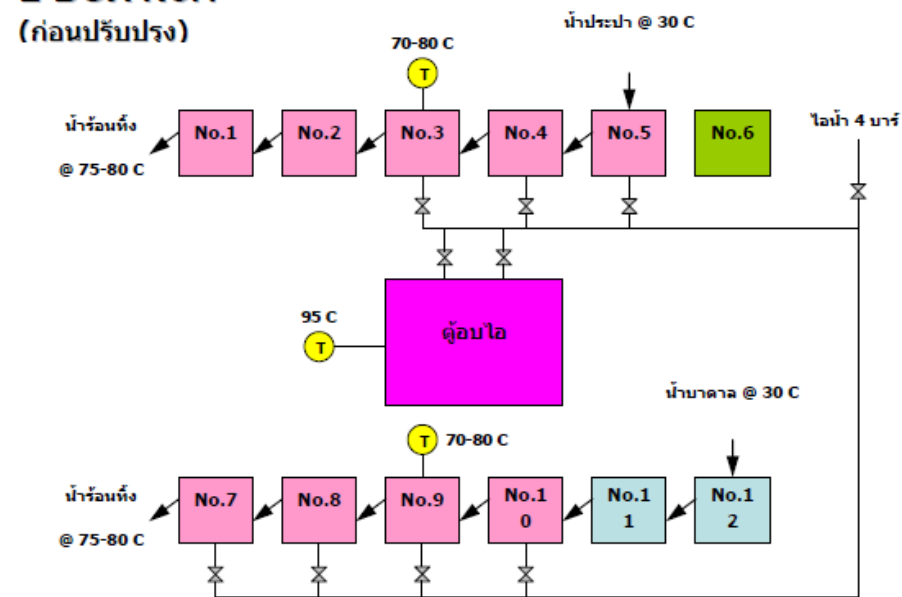 (ก่อนปรับปรุง)
น้ำประปา @ 30 C
70-80 C
T
น้ำร้อนทิ้ง
@ 75-80 C
No.1
No.2
No.3
No.4
No.5
No.6
ไอน้ำ 4 บาร์
95 C
T
ตู้อบไอ
น้ำบาดาล @ 30 C
T
70-80 C
น้ำร้อนทิ้ง
@ 75-80 C
No.7
No.8
No.9
No.1
0
No.1
1
No.1
2